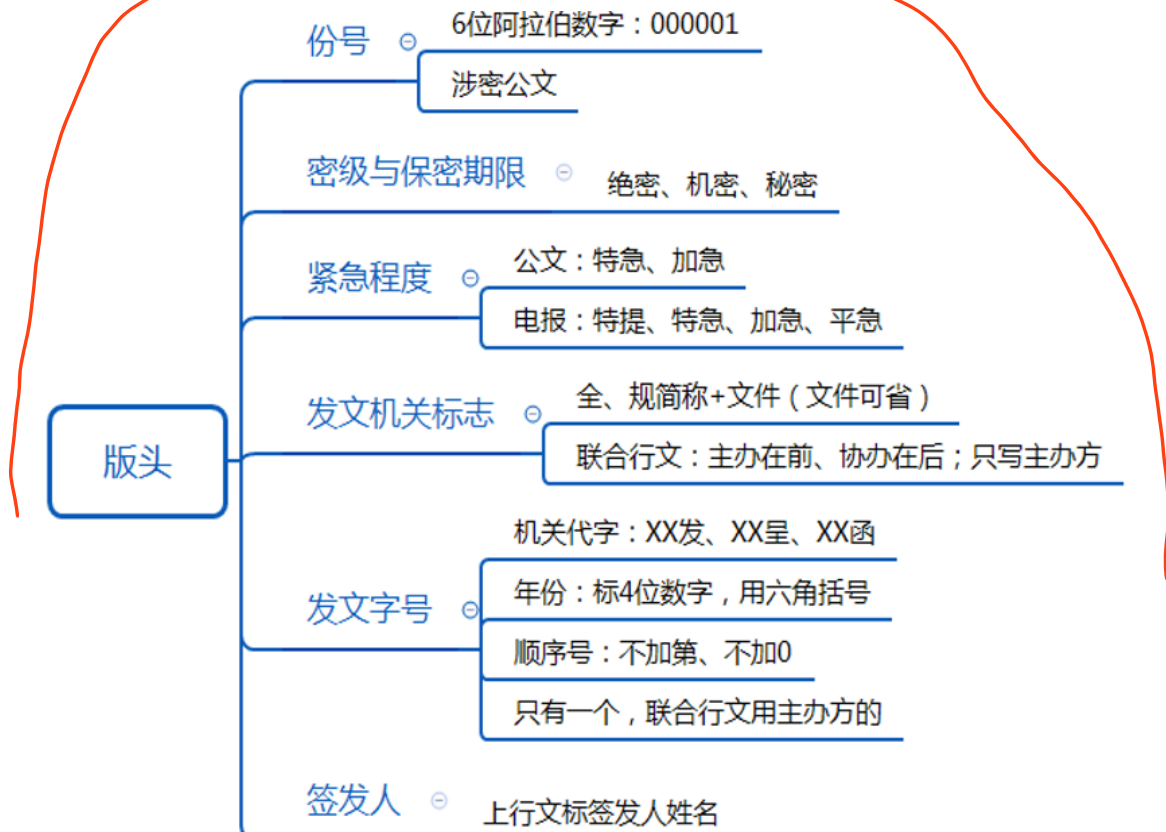 份号
6位阿拉伯数字：000001
涉密公文
密级与保密期限
绝密、机密、秘密
紧急程度
公文：特急、加急
电报：特提、特急、加急、平急
发文机关标志
全、规简称+文件（文件可省）
联合行文：主办在前、协办在后；只写主办方
版头
发文字号
机关代字：XX发、XX呈、XX函
年份：标4位数字，用六角括号
顺序号：不加第、不加0
只有一个，联合行文用主办方的
签发人
上行文标签发人姓名